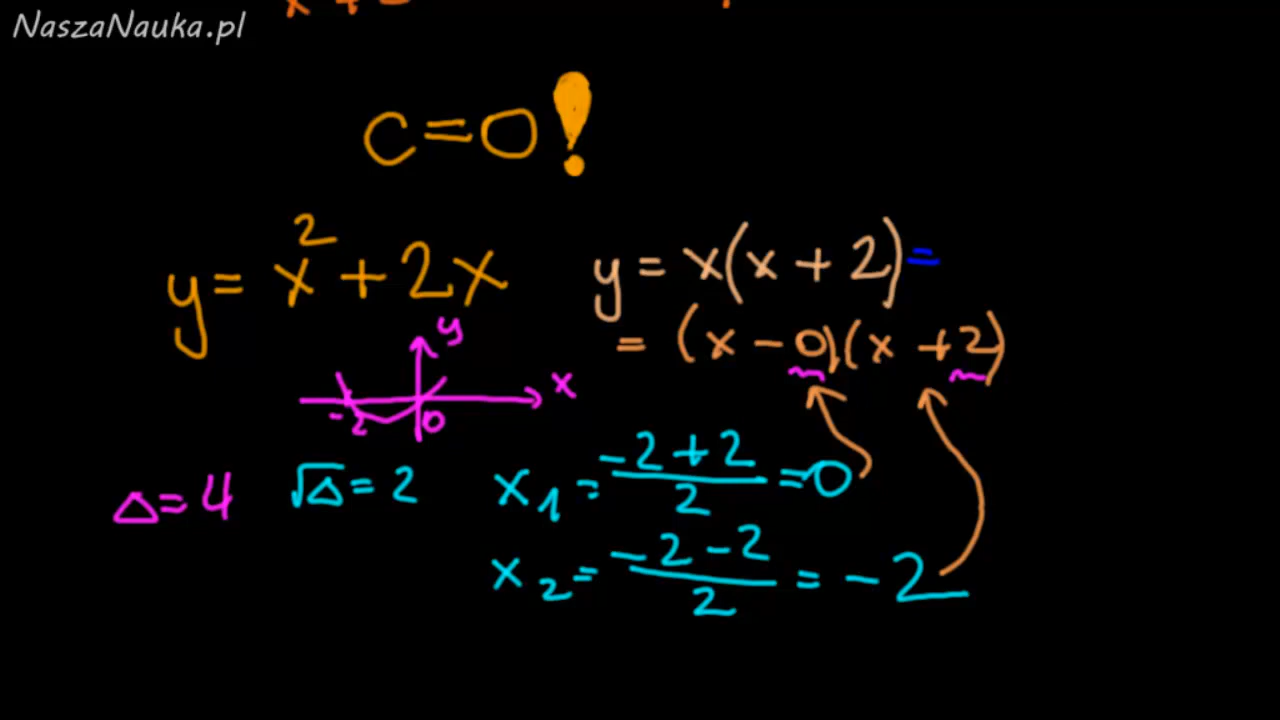 NaszaNauka.pl
C=0!
y = x² + 2x
y = x(x + 2) =
= (x - 0)(x + 2)
y
x
-2 0
△ = 4
√△ = 2
x₁ = (-2+2)/2 = 0
x₂ = (-2-2)/2 = -2